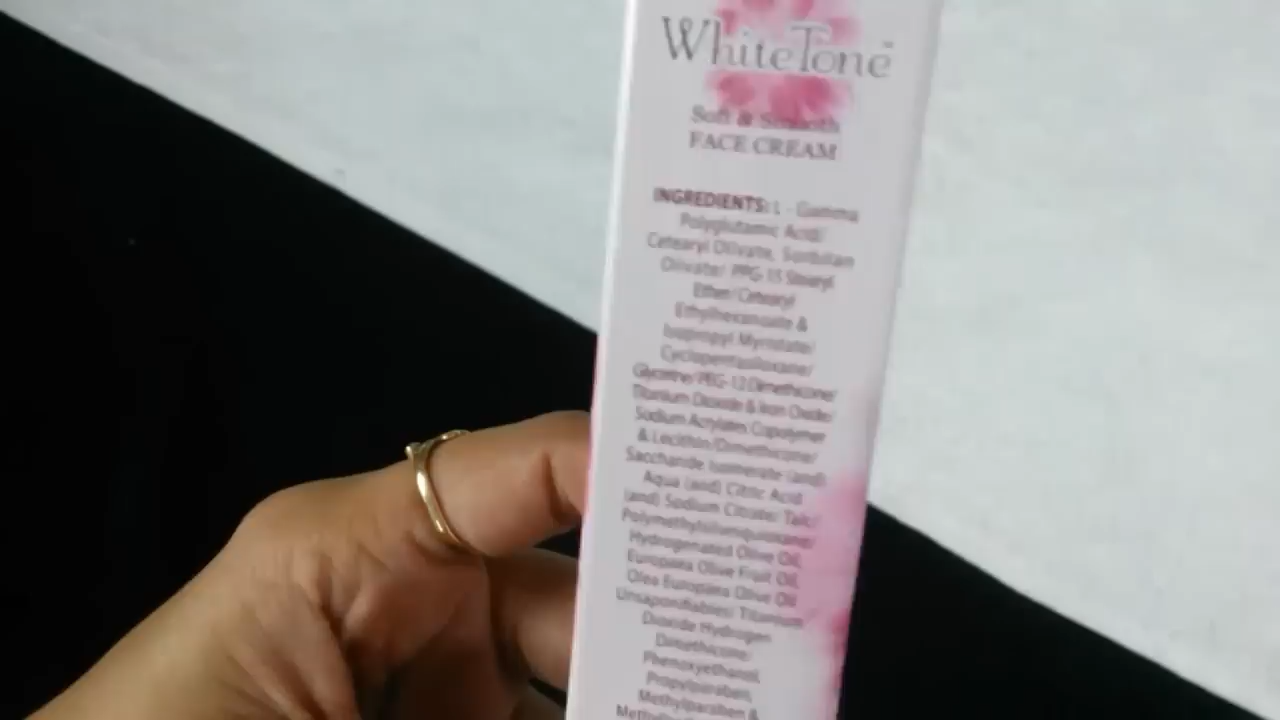 WhiteTone
Soft & Smooth
FACE CREAM
INGREDIENTS: L - Gamma
Polyglutamic Acid/
Cetearyl Olivate, Sorbitan
Olivate/ PPG-15 Stearyl
Ether/Cetearyl
Ethylhexanoate &
Isopropyl Myristate/
Cyclopentasiloxane/
Glycerine/PEG-12 Dimethicone/
Titanium Dioxide & Iron Oxide/
Sodium Acrylates Copolymer
& Lecithin/Dimethicone/
Saccharide Isomerate (and)
Aqua (and) Citric Acid
(and) Sodium Citrate/ Talc/
Hydrogenated Olive Oil,
Europaea Olive Fruit Oil,
Olea Europaea Olive Oil
Unsaponifiables/ Titanium
Dioxide Hydrogen
Dimethicone,
Phenoxyethanol,
Propylparaben,
Methylparaben &